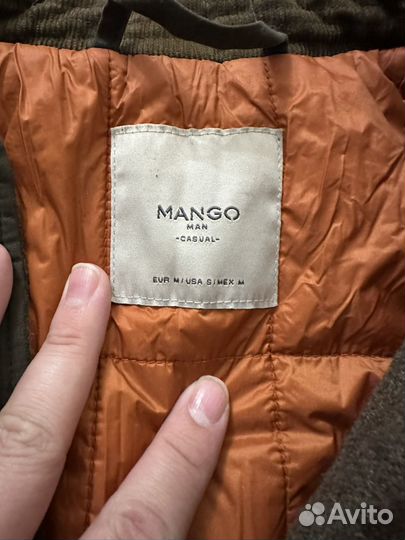 MANGO
MAN
-CASUAL-
EUR M/USA S/MEX M
Avito